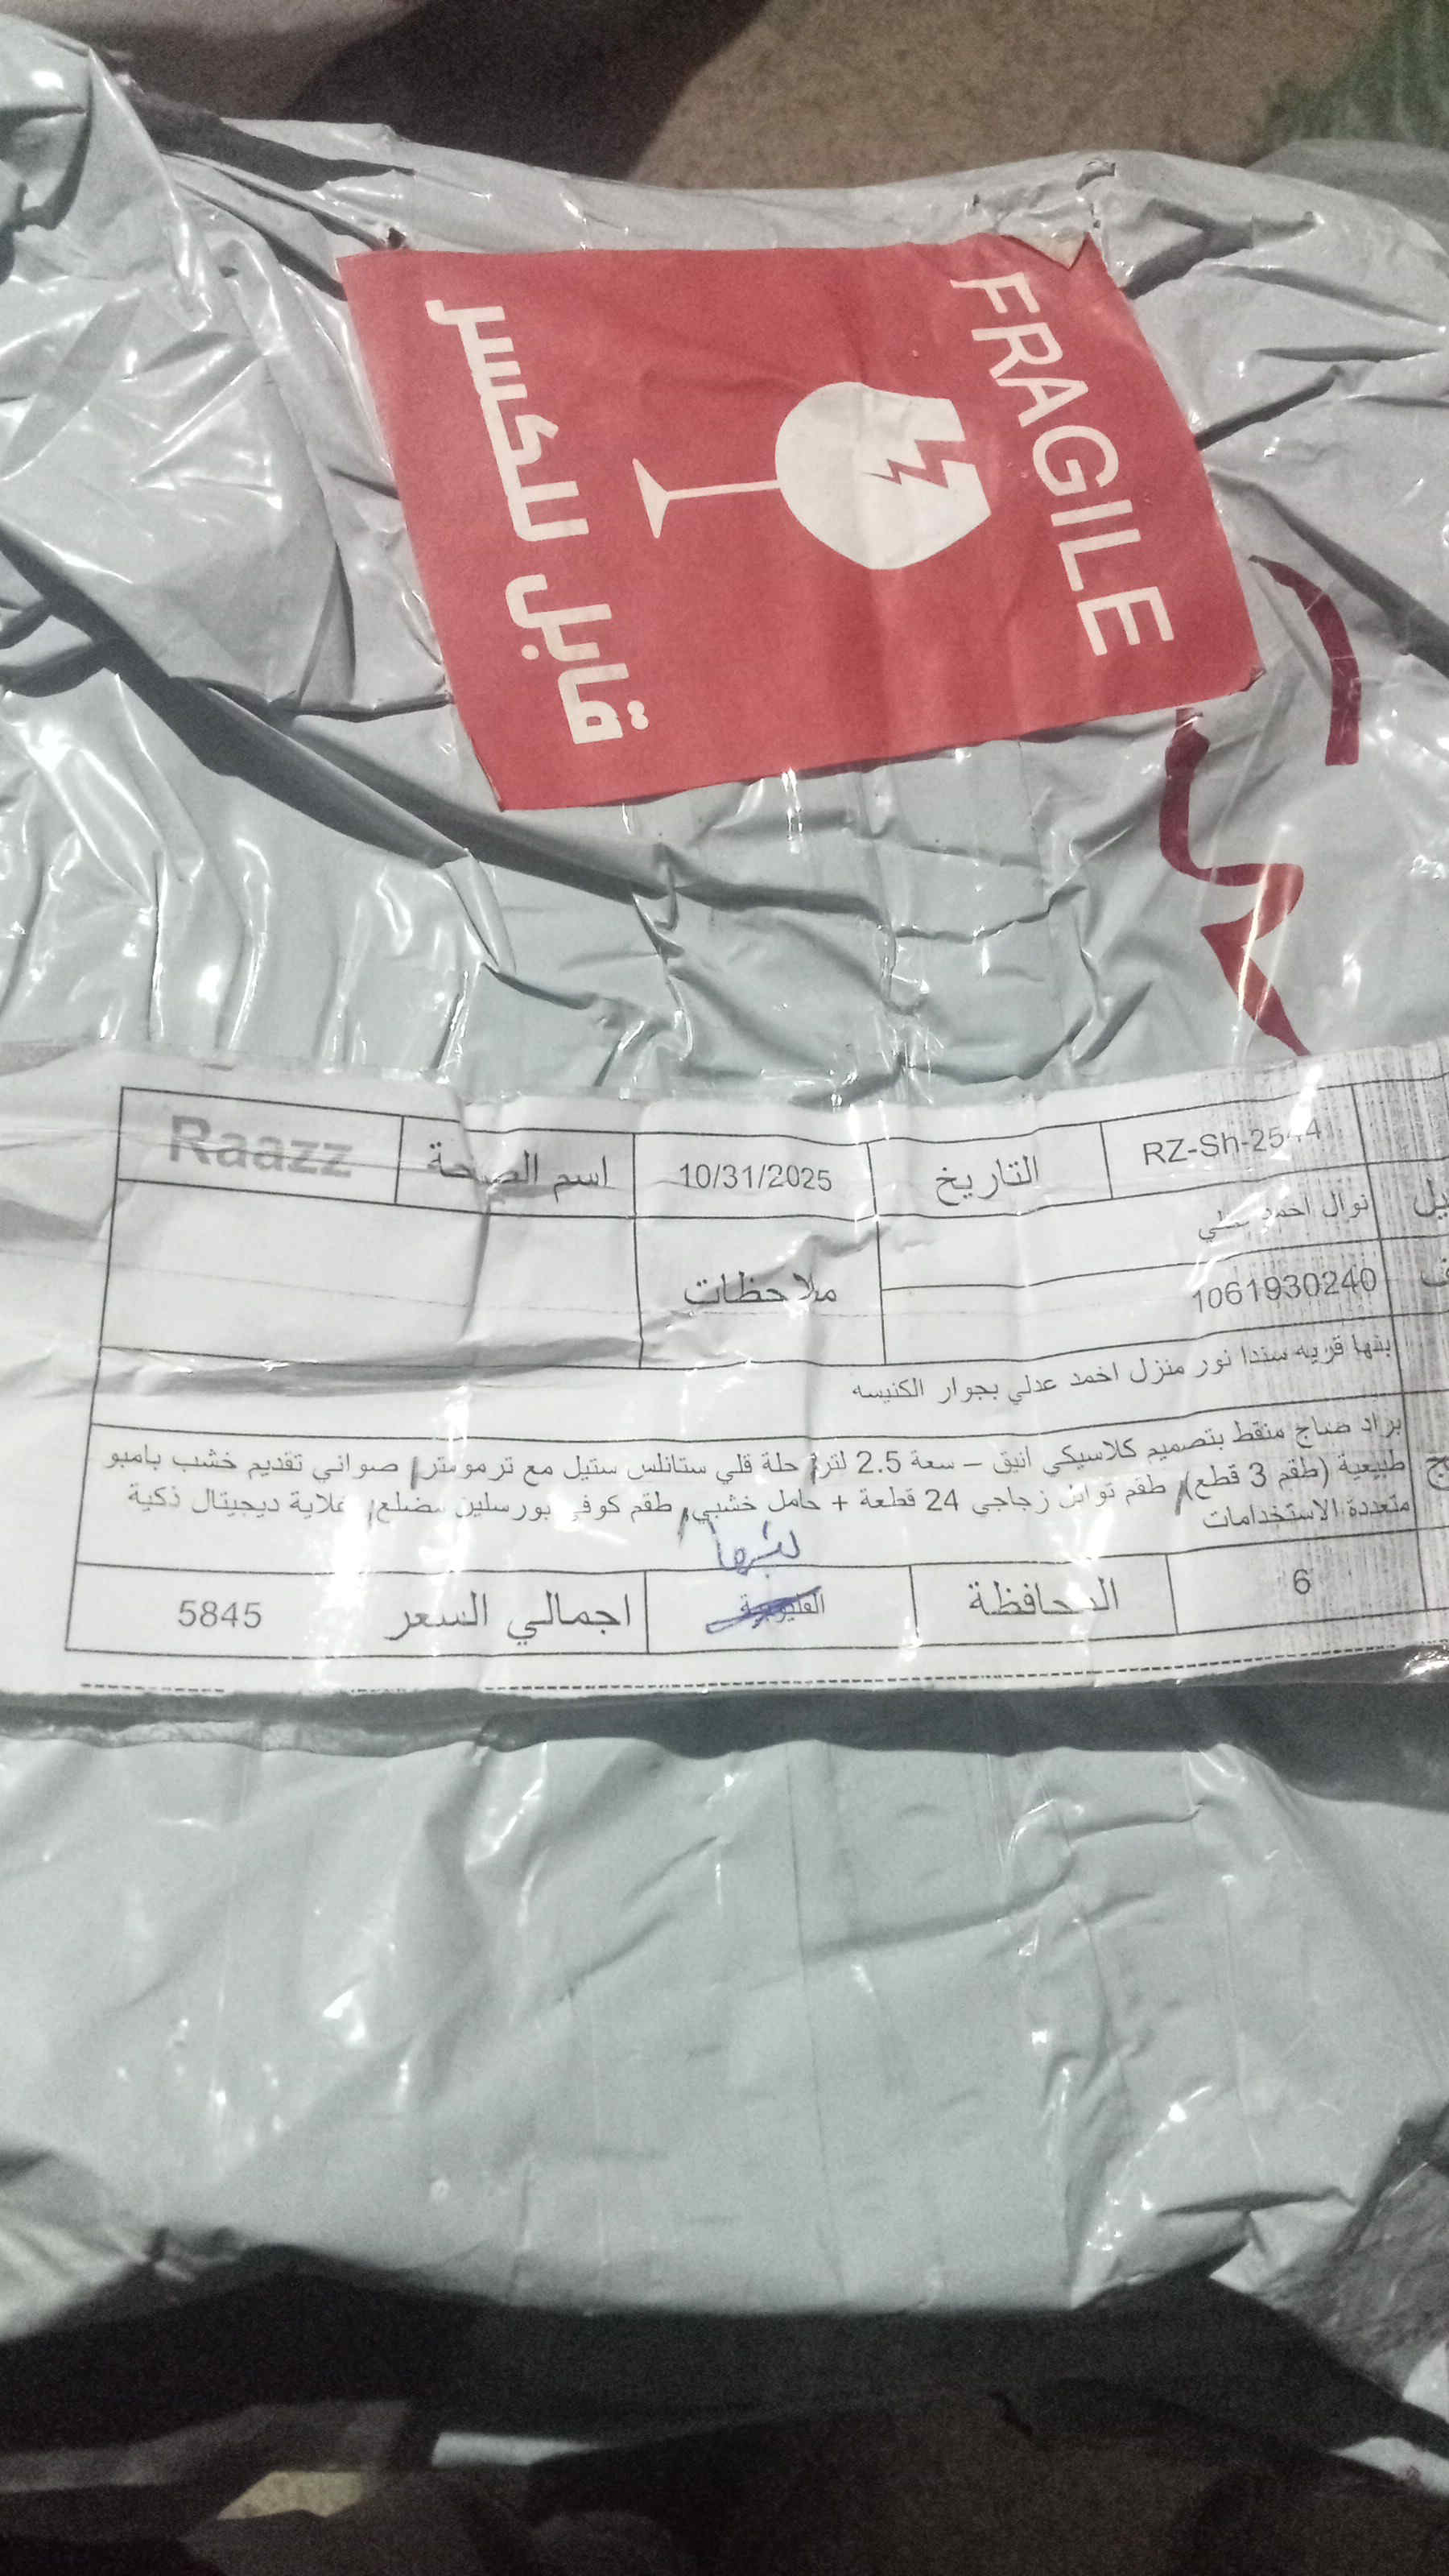 FRAGILE
قابل للكسر
RZ-Sh-2544
التاريخ
10/31/2025
اسم الصفحة
Raazz
نوال احمد
1061930240
ملاحظات
بنها قريه سندا نور منزل احمد عدلي بجوار الكنيسه
براد صاج منقط بتصميم كلاسيكي انيق – سعة 2.5 لتر/ حلة قلي ستانلس ستيل مع ترمومتر/ صواني تقديم خشب بامبو
طبيعية (طقم 3 قطع)/ طقم توابل زجاجي 24 قطعة + حامل خشبي/ طقم كوفي بورسلين مضلع/ قلاية ديجيتال ذكية
متعددة الاستخدامات
بنها
6
المحافظة
القليوبية
اجمالي السعر
5845